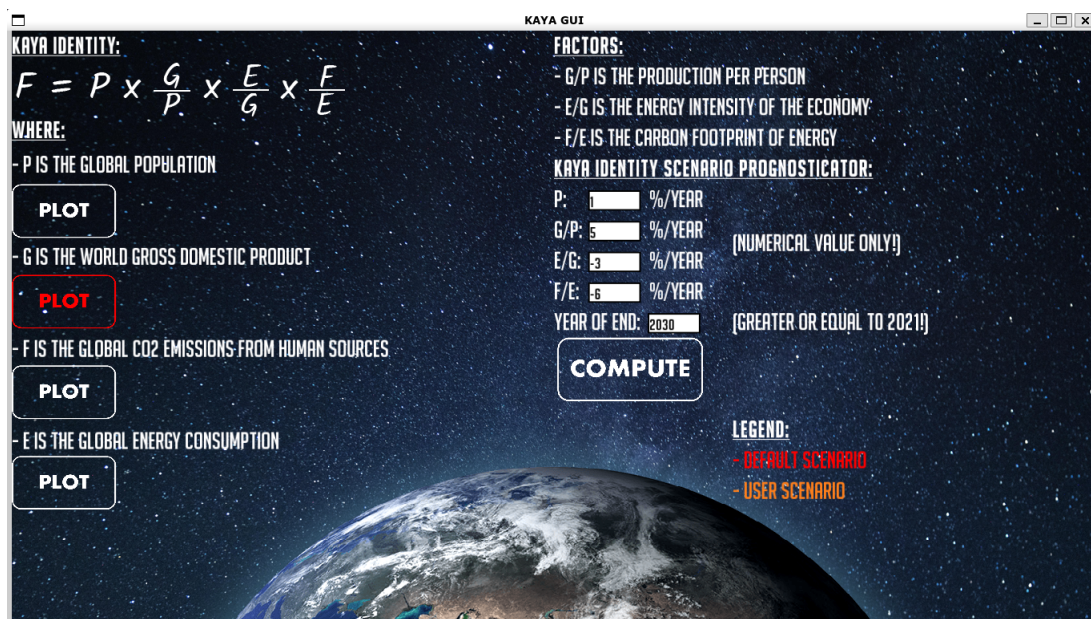 KAYA GUI
KAYA IDENTITY:
F = P x G/P x E/G x F/E
WHERE:
- P IS THE GLOBAL POPULATION
PLOT
- G IS THE WORLD GROSS DOMESTIC PRODUCT
PLOT
- F IS THE GLOBAL CO2 EMISSIONS FROM HUMAN SOURCES
PLOT
- E IS THE GLOBAL ENERGY CONSUMPTION
PLOT
FACTORS:
- G/P IS THE PRODUCTION PER PERSON
- E/G IS THE ENERGY INTENSITY OF THE ECONOMY
- F/E IS THE CARBON FOOTPRINT OF ENERGY
KAYA IDENTITY SCENARIO PROGNOSTICATOR:
P: 1 %/YEAR
G/P: 5 %/YEAR
(NUMERICAL VALUE ONLY!)
E/G: -3 %/YEAR
F/E: -6 %/YEAR
YEAR OF END: 2030 (GREATER OR EQUAL TO 2021!)
COMPUTE
LEGEND:
- DEFAULT SCENARIO
- USER SCENARIO